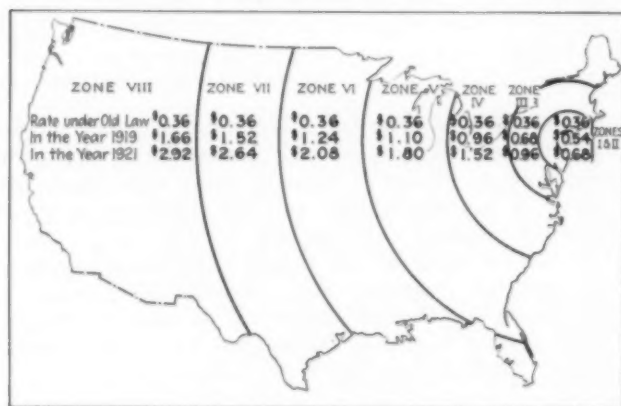 ZONE VIII ZONE VII ZONE VI ZONE V ZONE IV ZONE III ZONES I & II
Rate under Old Law $0.36 $0.36 $0.36 $0.36 $0.36 $0.36 $0.36
In the Year 1919 $1.66 $1.52 $1.24 $1.10 $0.96 $0.68 $0.54
In the Year 1921 $2.92 $2.64 $2.08 $1.80 $1.52 $0.96 $0.68